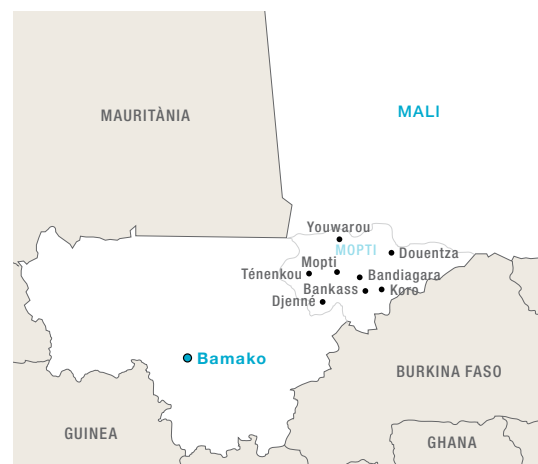 MAURITÀNIA
MALI
Youwarou
MOPTI
Douentza
Mopti
Ténenkou
Bandiagara
Bankass
Koro
Djenné
Bamako
BURKINA FASO
GUINEA
GHANA